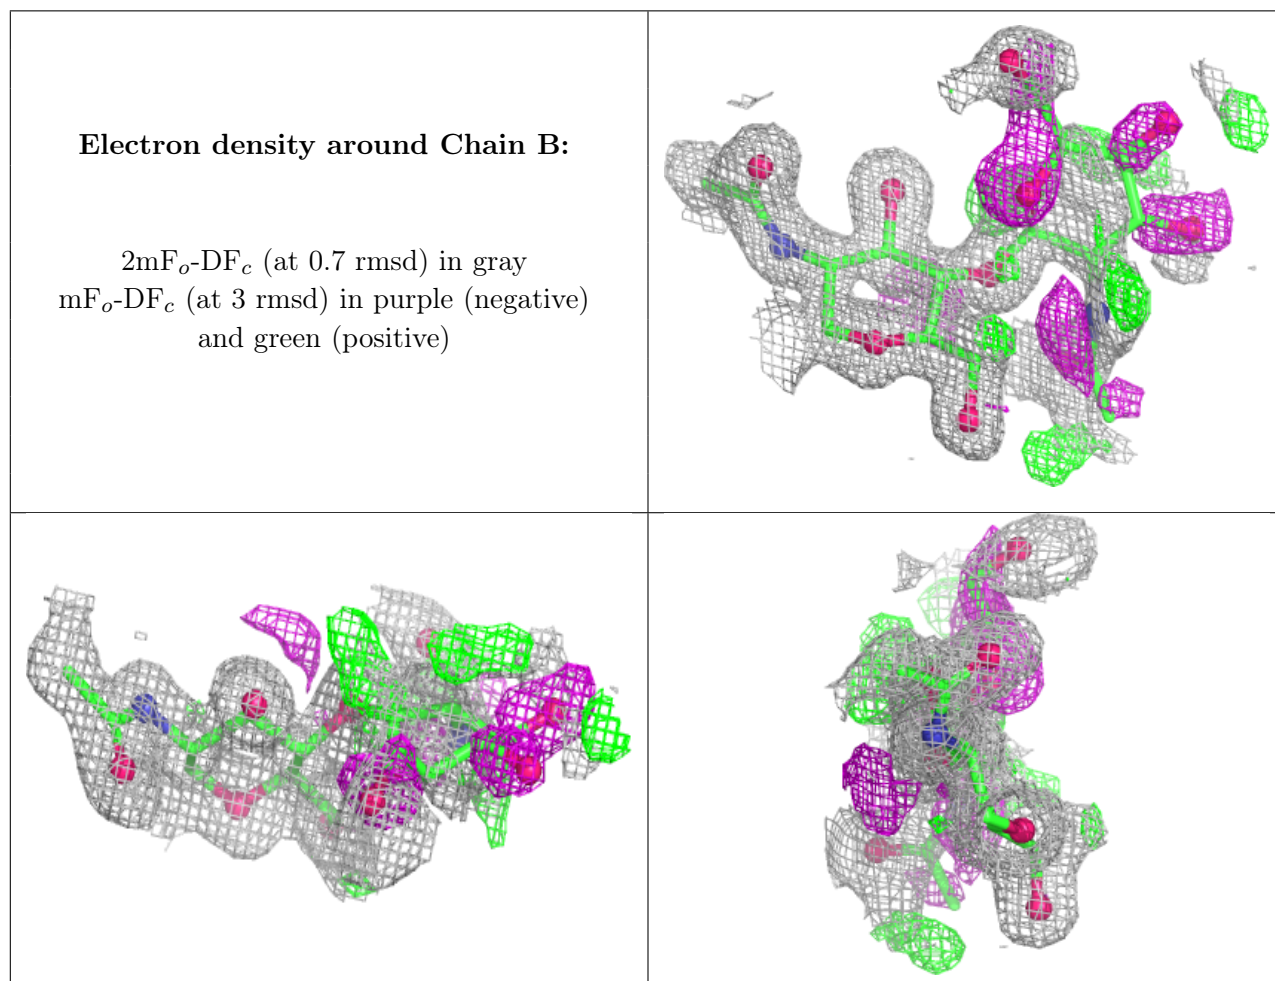 Electron density around Chain B:
2mFo-DFc (at 0.7 rmsd) in gray
mFo-DFc (at 3 rmsd) in purple (negative)
and green (positive)